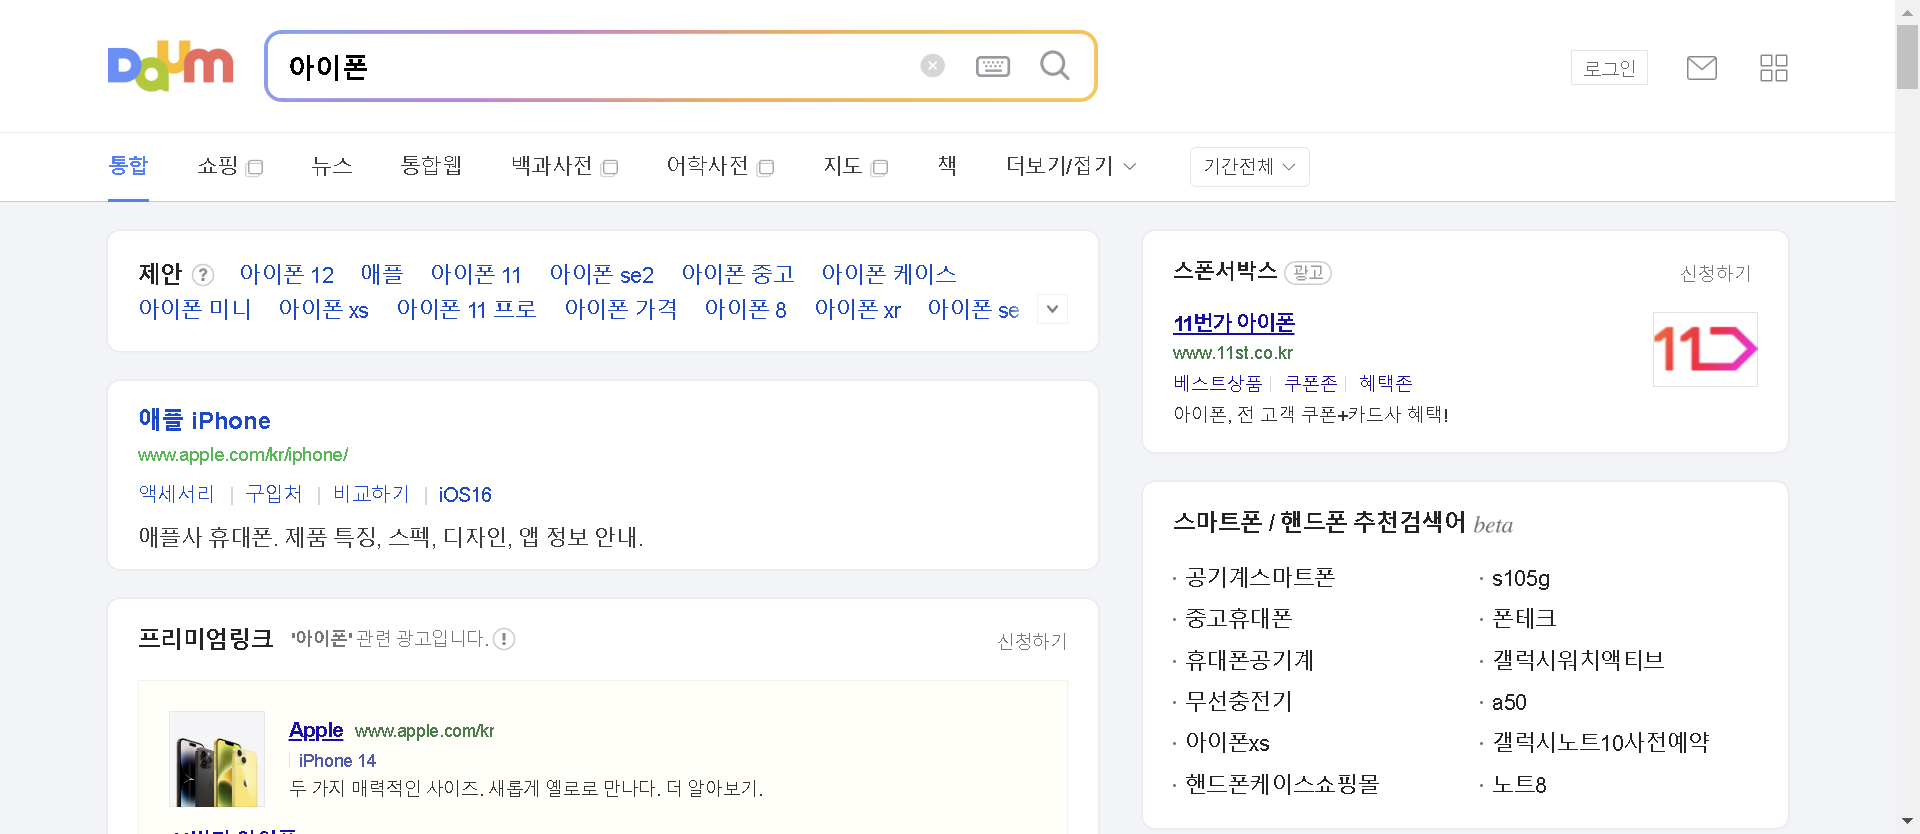 Daum 아이폰 로그인
통합 쇼핑 뉴스 통합웹 백과사전 어학사전 지도 책 더보기/접기 기간전체
제안 ? 아이폰 12 애플 아이폰 11 아이폰 se2 아이폰 중고 아이폰 케이스
아이폰 미니 아이폰 xs 아이폰 11 프로 아이폰 가격 아이폰 8 아이폰 xr 아이폰 se
애플 iPhone
www.apple.com/kr/iphone/
액세서리 | 구입처 | 비교하기 | iOS16
애플사 휴대폰. 제품 특징, 스펙, 디자인, 앱 정보 안내.
프리미엄링크 '아이폰' 관련 광고입니다. ! 신청하기
Apple www.apple.com/kr
iPhone 14
두 가지 매력적인 사이즈. 새롭게 옐로로 만나다. 더 알아보기.
11번가 아이폰
스폰서박스 광고 신청하기
11번가 아이폰
www.11st.co.kr
베스트상품 | 쿠폰존 | 혜택존
아이폰, 전 고객 쿠폰+카드사 혜택!
11
스마트폰 / 핸드폰 추천검색어 beta
· 공기계스마트폰 · s105g
· 중고휴대폰 · 폰테크
· 휴대폰공기계 · 갤럭시워치액티브
· 무선충전기 · a50
· 아이폰xs · 갤럭시노트10사전예약
· 핸드폰케이스쇼핑몰 · 노트8